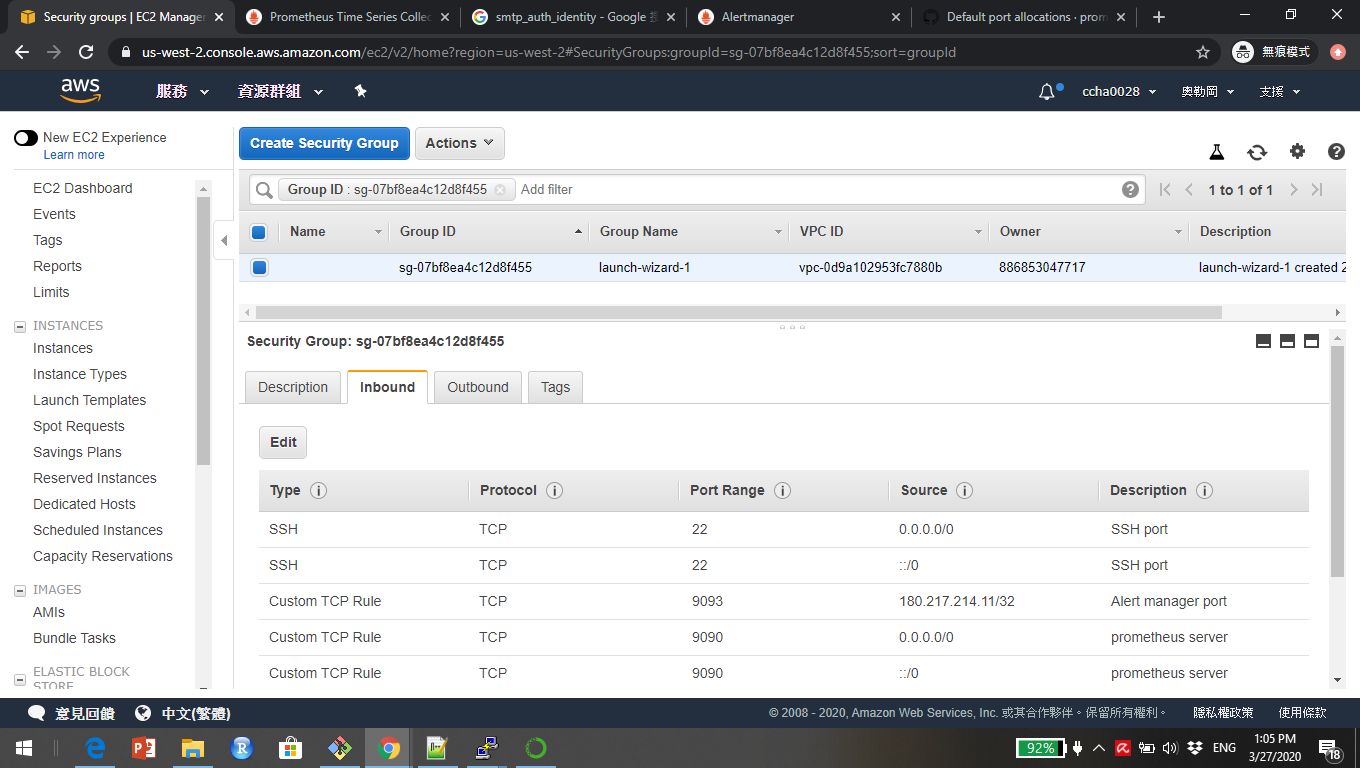 Security groups | EC2 Manager
Prometheus Time Series Collec
smtp_auth_identity - Google
Alertmanager
Default port allocations · prom
us-west-2.console.aws.amazon.com/ec2/v2/home?region=us-west-2#SecurityGroups:groupId=sg-07bf8ea4c12d8f455;sort=groupId
無痕模式
aws
服務
資源群組
ccha0028
奧勒岡
支援
New EC2 Experience
Learn more
EC2 Dashboard
Events
Tags
Reports
Limits
INSTANCES
Instances
Instance Types
Launch Templates
Spot Requests
Savings Plans
Reserved Instances
Dedicated Hosts
Scheduled Instances
Capacity Reservations
IMAGES
AMIs
Bundle Tasks
ELASTIC BLOCK
STORE
Create Security Group
Actions
Group ID : sg-07bf8ea4c12d8f455
Add filter
1 to 1 of 1
Name Group ID Group Name VPC ID Owner Description
sg-07bf8ea4c12d8f455 launch-wizard-1 vpc-0d9a102953fc7880b 886853047717 launch-wizard-1 created 2
Security Group: sg-07bf8ea4c12d8f455
Description Inbound Outbound Tags
Edit
Type Protocol Port Range Source Description
SSH TCP 22 0.0.0.0/0 SSH port
SSH TCP 22 ::/0 SSH port
Custom TCP Rule TCP 9093 180.217.214.11/32 Alert manager port
Custom TCP Rule TCP 9090 0.0.0.0/0 prometheus server
Custom TCP Rule TCP 9090 ::/0 prometheus server
意見回饋
中文(繁體)
© 2008 - 2020, Amazon Web Services, Inc. 或其合作夥伴。保留所有權利。
隱私權政策
使用條款
92%
ENG
1:05 PM
3/27/2020
18